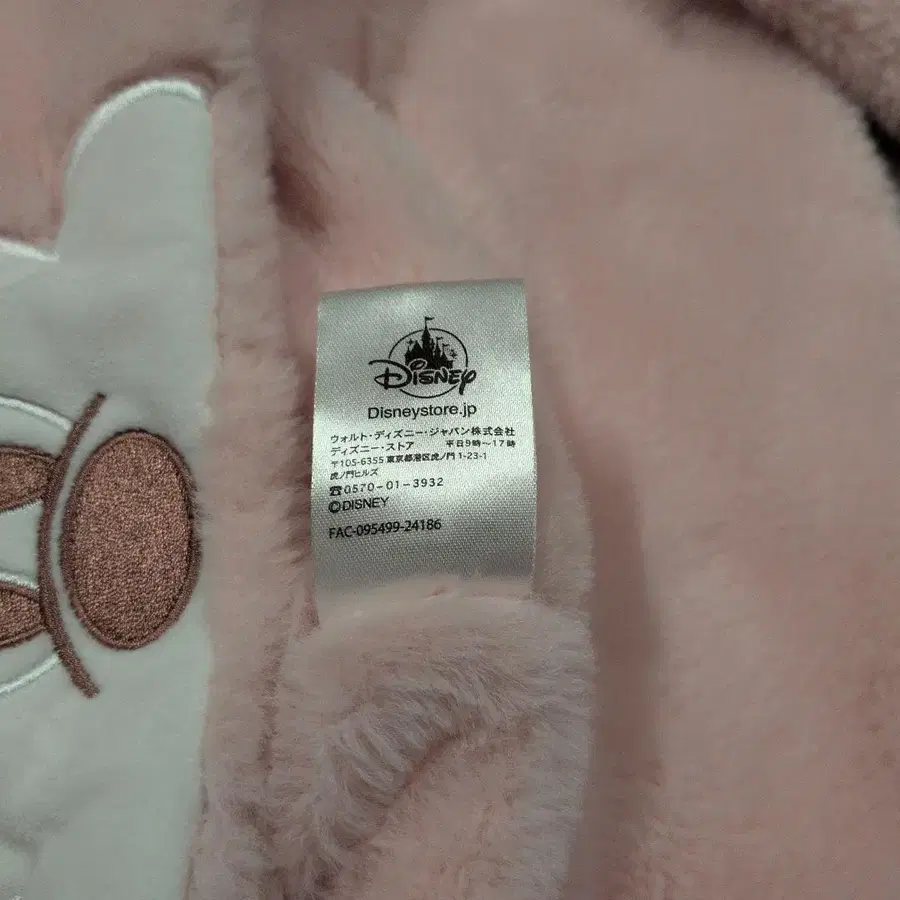 Disney
Disneystore.jp
ウォルト・ディズニー・ジャパン株式会社
ディズニー・ストア 平日9時〜17時
〒105-6355 東京都港区虎ノ門 1-23-1
虎ノ門ヒルズ
☎0570-01-3932
©DISNEY
FAC-095499-24186